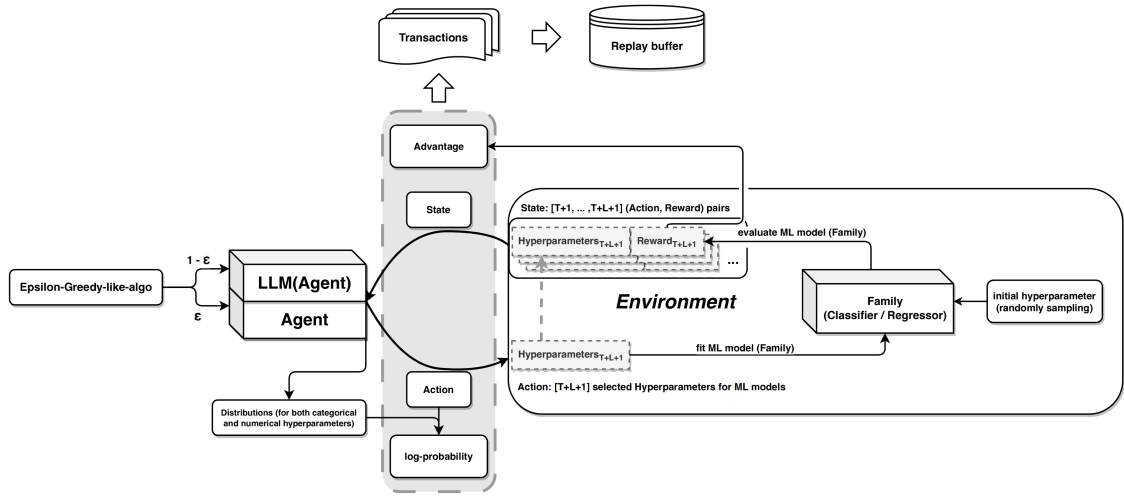 Transactions
Replay buffer
Advantage
State
State: [T+1, ... ,T+L+1] (Action, Reward) pairs
Hyperparameters_T+L+1
Reward_T+L+1
...
evaluate ML model (Family)
1 - ε
Epsilon-Greedy-like-algo
ε
LLM(Agent)
Agent
Environment
Family
(Classifier / Regressor)
initial hyperparameter
(randomly sampling)
Hyperparameters_T+L+1
fit ML model (Family)
Action: [T+L+1] selected Hyperparameters for ML models
Action
Distributions (for both categorical
and numerical hyperparameters)
log-probability